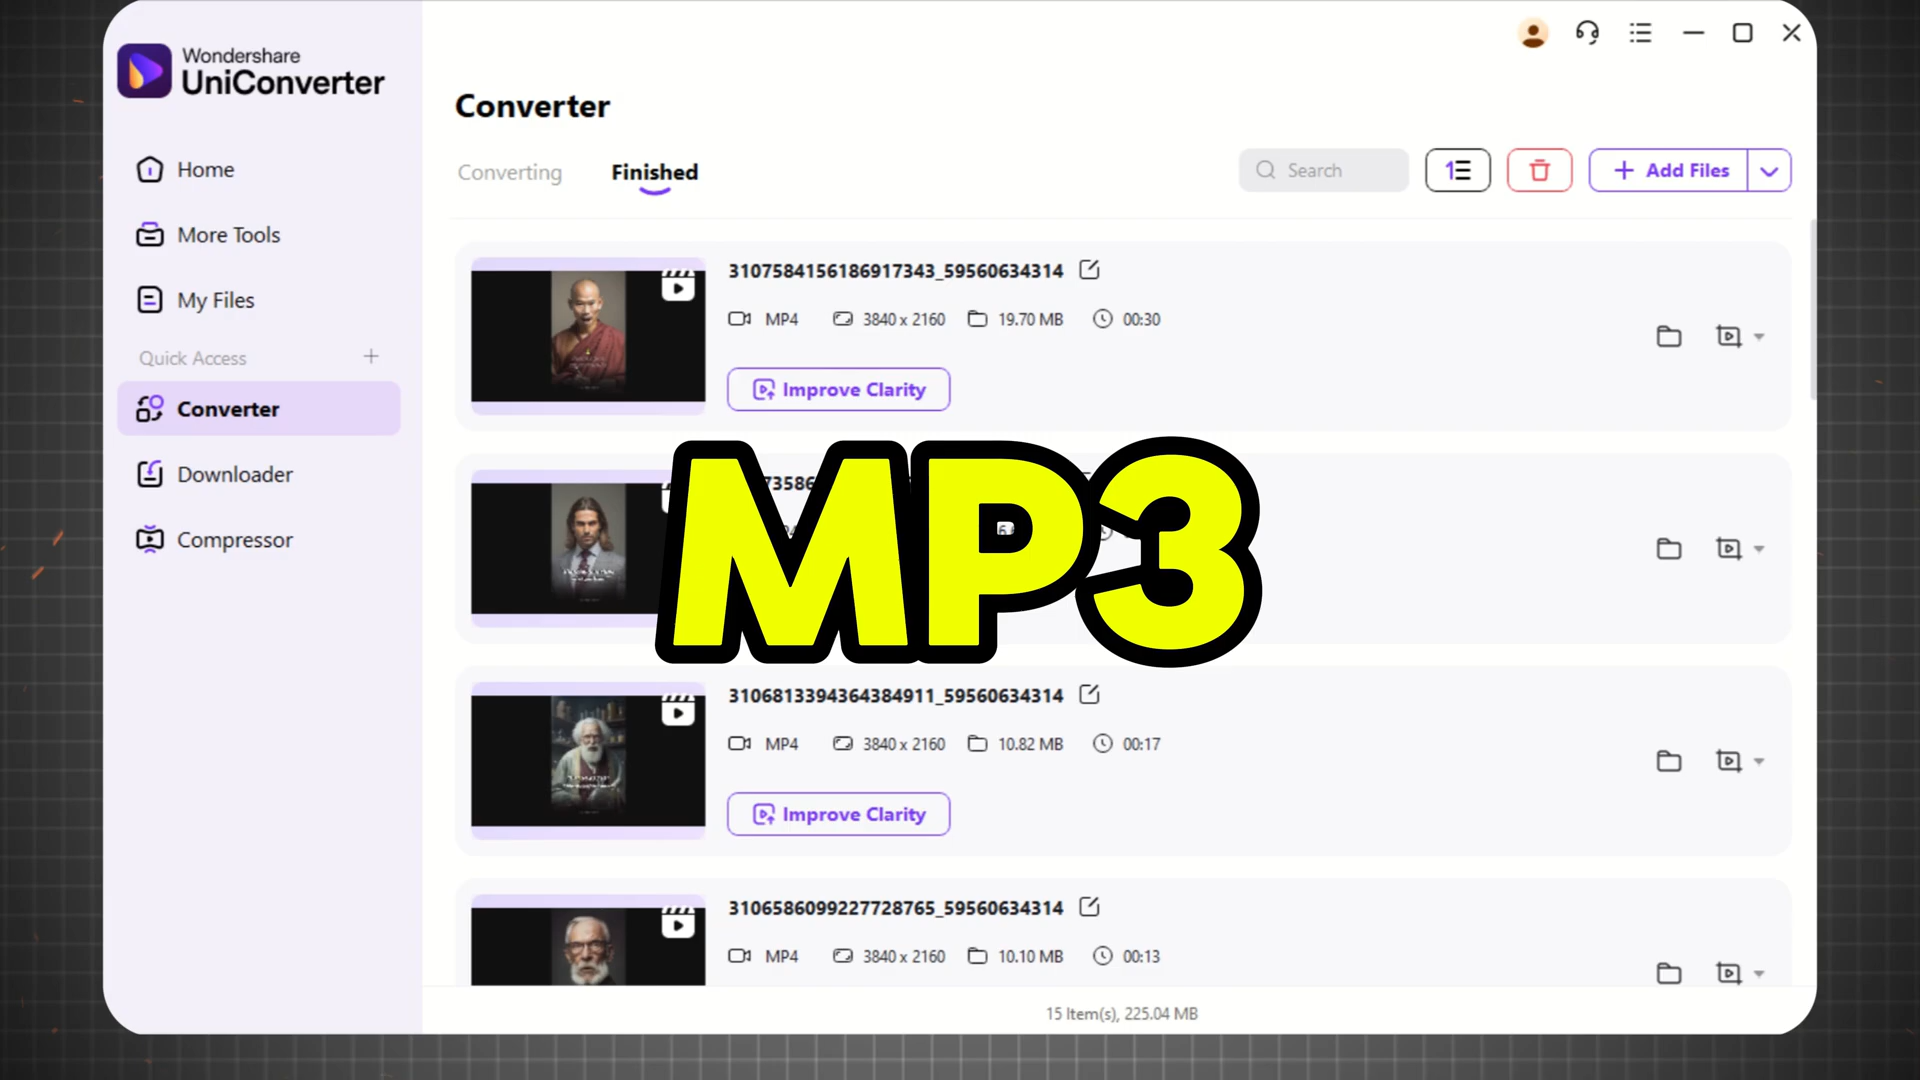 Wondershare
UniConverter
Home
More Tools
My Files
Quick Access
Converter
Downloader
Compressor
Converter
Converting
Finished
Search
Add Files
3107584156186917343_59560634314
MP4
3840 x 2160
19.70 MB
00:30
Improve Clarity
MP3
3106813394364384911_59560634314
MP4
3840 x 2160
10.82 MB
00:17
Improve Clarity
3106586099227728765_59560634314
MP4
3840 x 2160
10.10 MB
00:13
15 Item(s), 225.04 MB